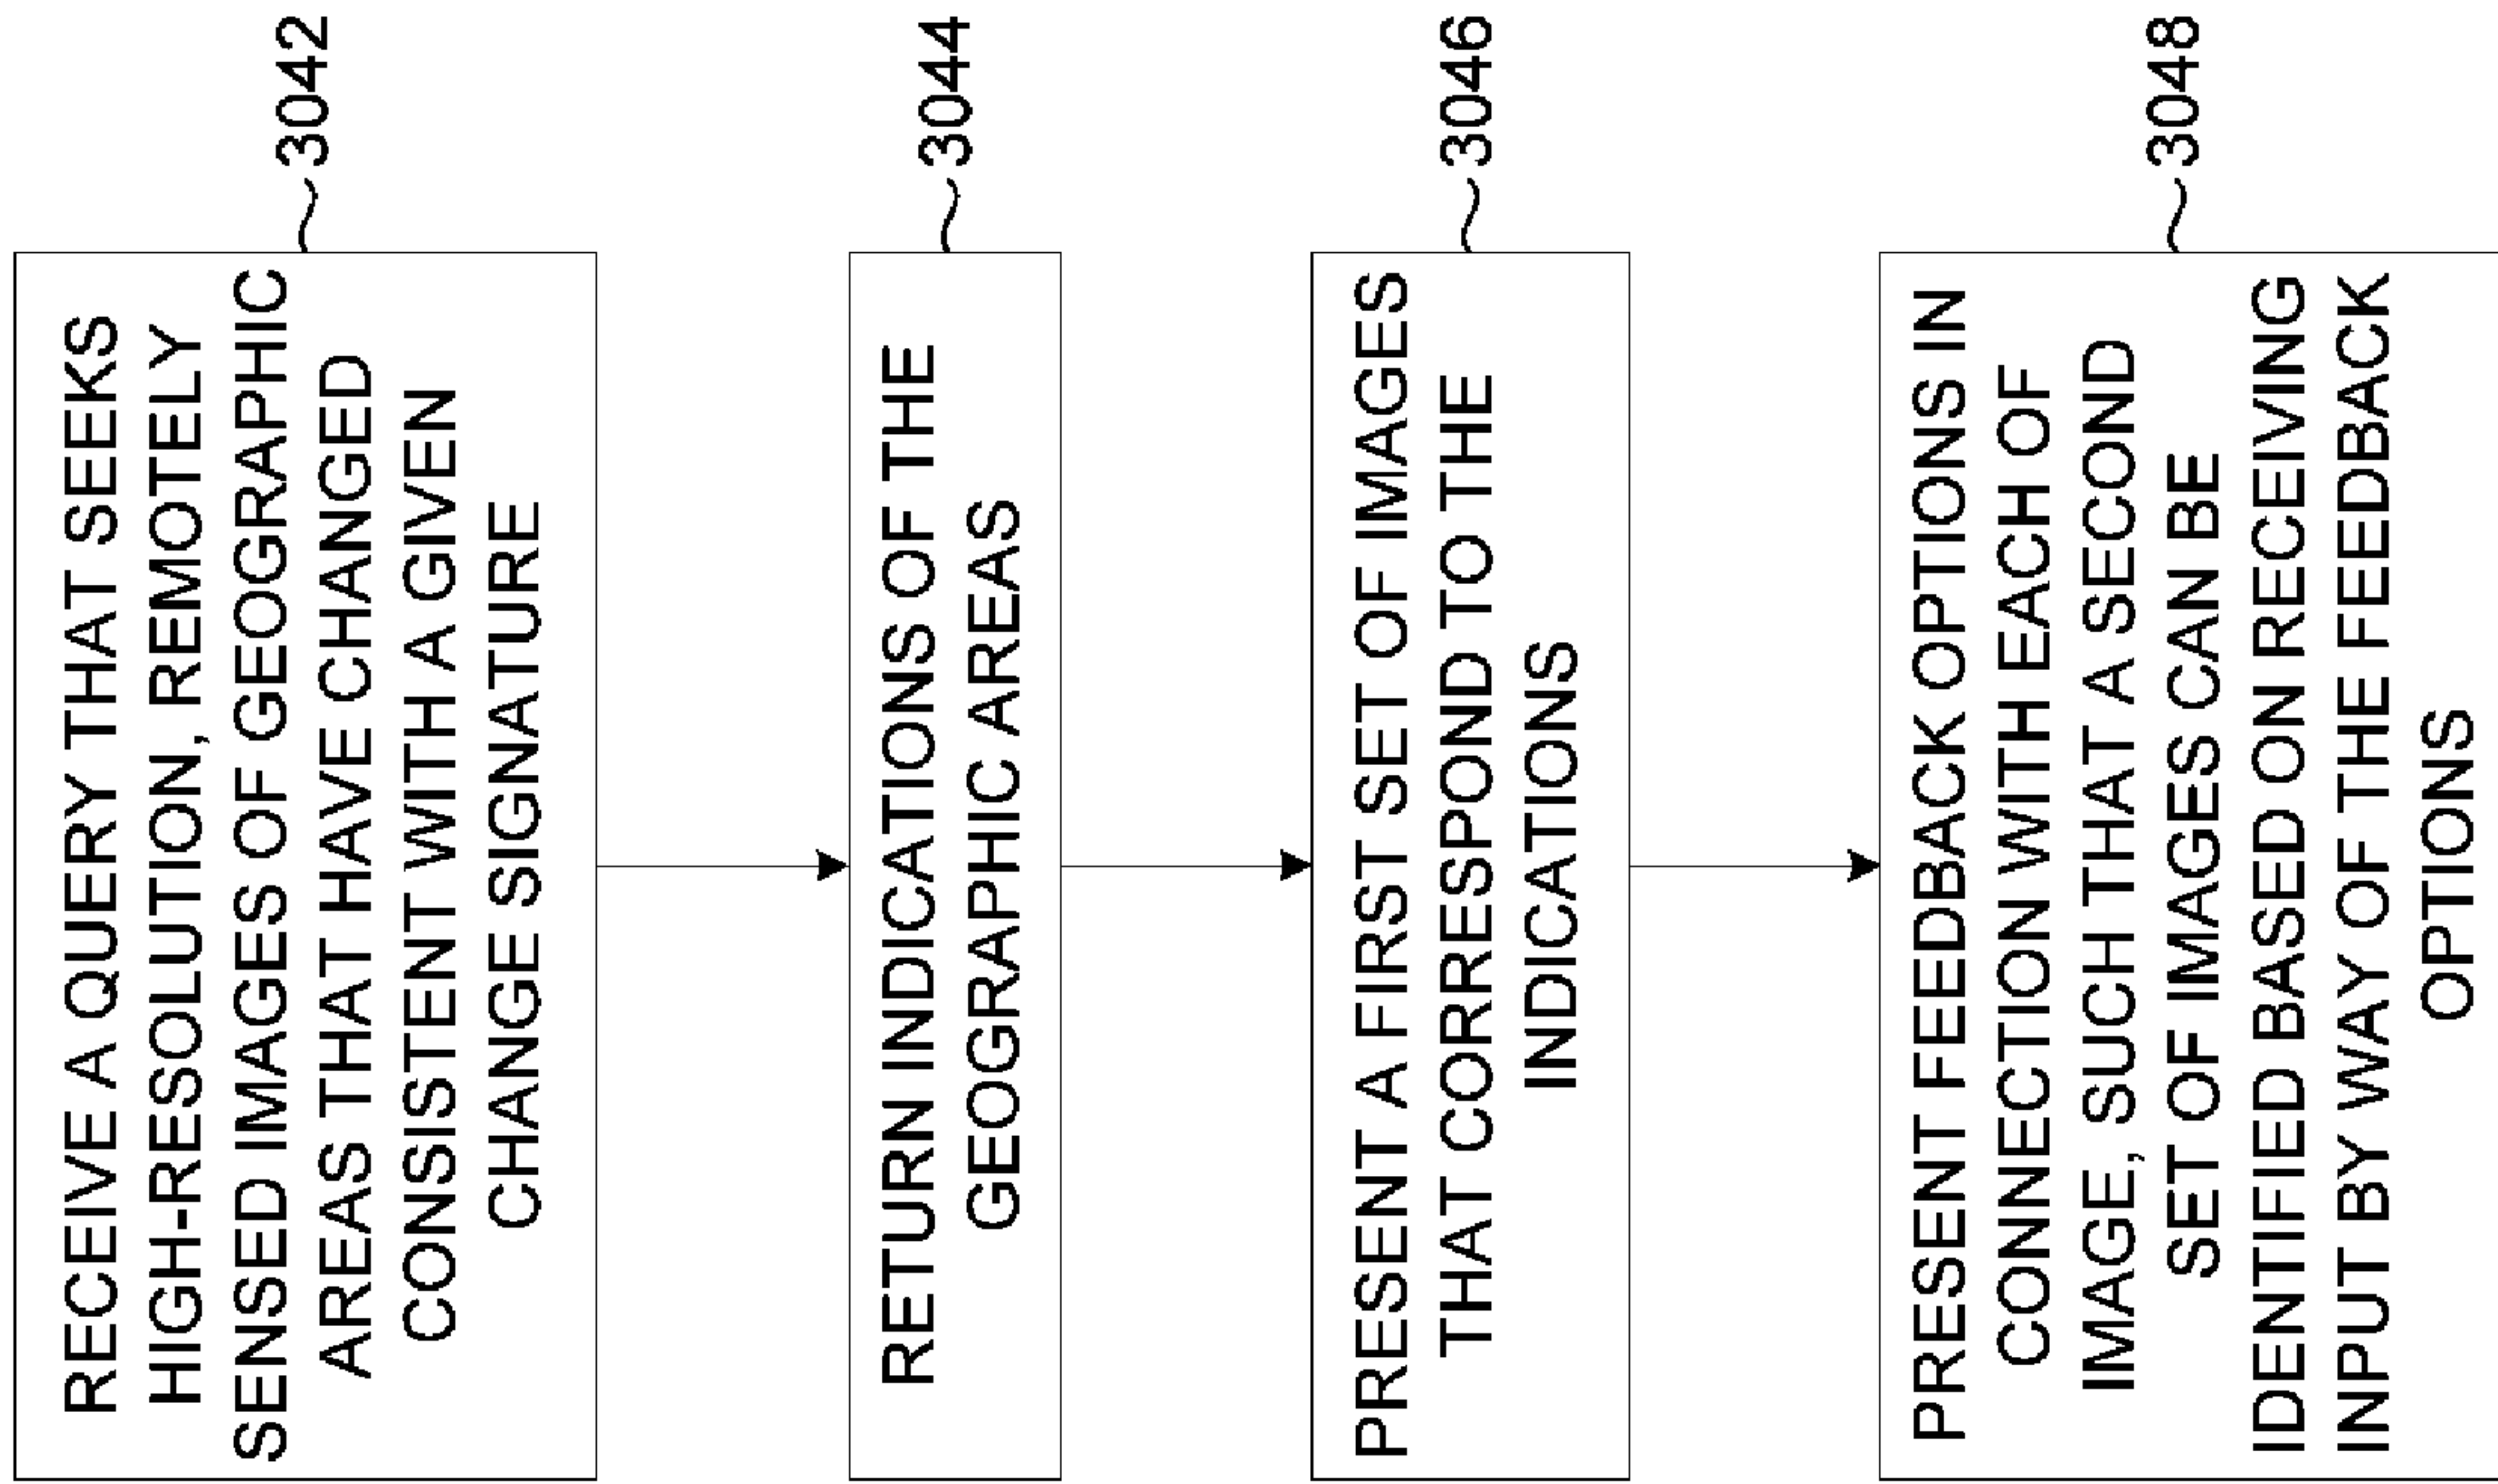 RECEIVE A QUERY THAT SEEKS
HIGH-RESOLUTION, REMOTELY
SENSED IMAGES OF GEOGRAPHIC
AREAS THAT HAVE CHANGED
CONSISTENT WITH A GIVEN
CHANGE SIGNATURE
3042
RETURN INDICATIONS OF THE
GEOGRAPHIC AREAS
3044
PRESENT A FIRST SET OF IMAGES
THAT CORRESPOND TO THE
INDICATIONS
3046
PRESENT FEEDBACK OPTIONS IN
CONNECTION WITH EACH OF
IMAGE, SUCH THAT A SECOND
SET OF IMAGES CAN BE
IDENTIFIED BASED ON RECEIVING
INPUT BY WAY OF THE FEEDBACK
OPTIONS
3048